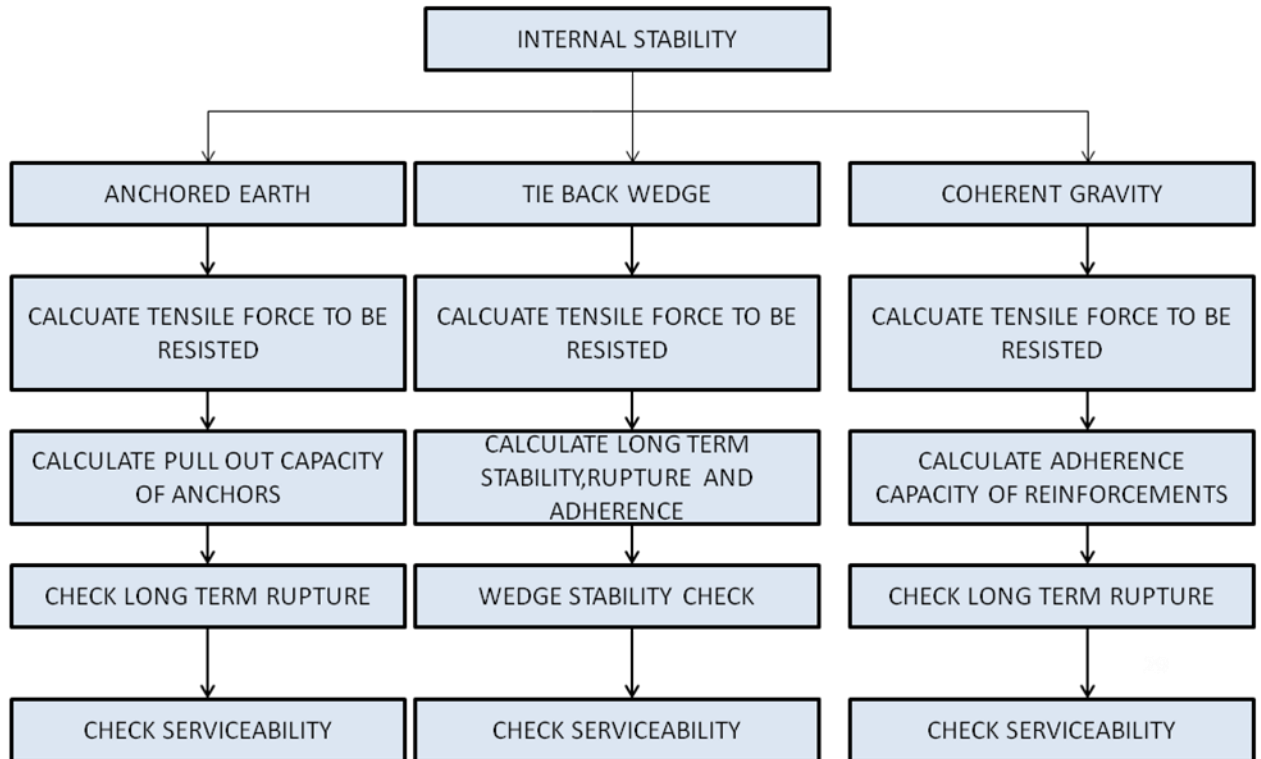 INTERNAL STABILITY
ANCHORED EARTH
TIE BACK WEDGE
COHERENT GRAVITY
CALCUATE TENSILE FORCE TO BE
RESISTED
CALCUATE TENSILE FORCE TO BE
RESISTED
CALCUATE TENSILE FORCE TO BE
RESISTED
CALCULATE PULL OUT CAPACITY
OF ANCHORS
CALCULATE LONG TERM
STABILITY,RUPTURE AND
ADHERENCE
CALCULATE ADHERENCE
CAPACITY OF REINFORCEMENTS
CHECK LONG TERM RUPTURE
WEDGE STABILITY CHECK
CHECK LONG TERM RUPTURE
CHECK SERVICEABILITY
CHECK SERVICEABILITY
CHECK SERVICEABILITY